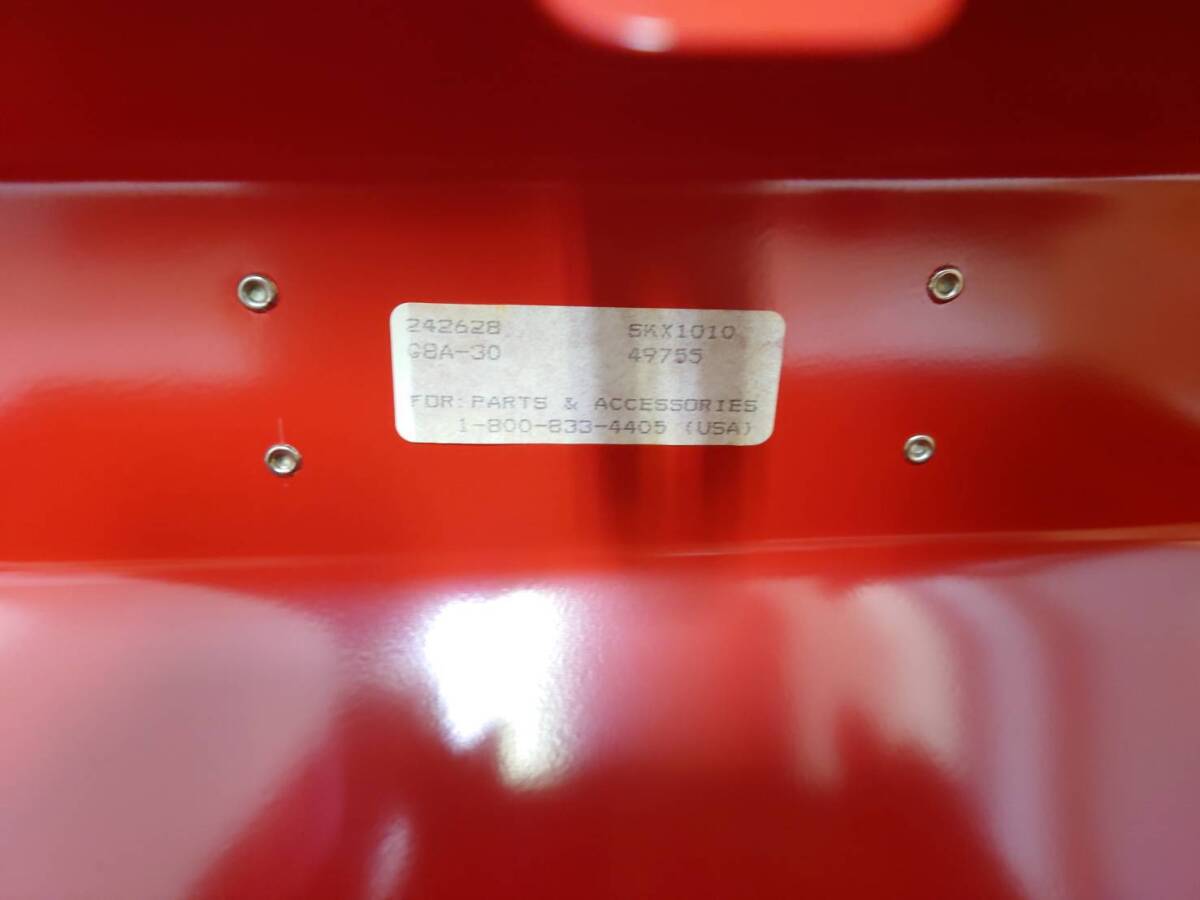 242628 5KX1010
G8A-30 49755
FOR PARTS & ACCESSORIES
1-800-833-4405 (USA)